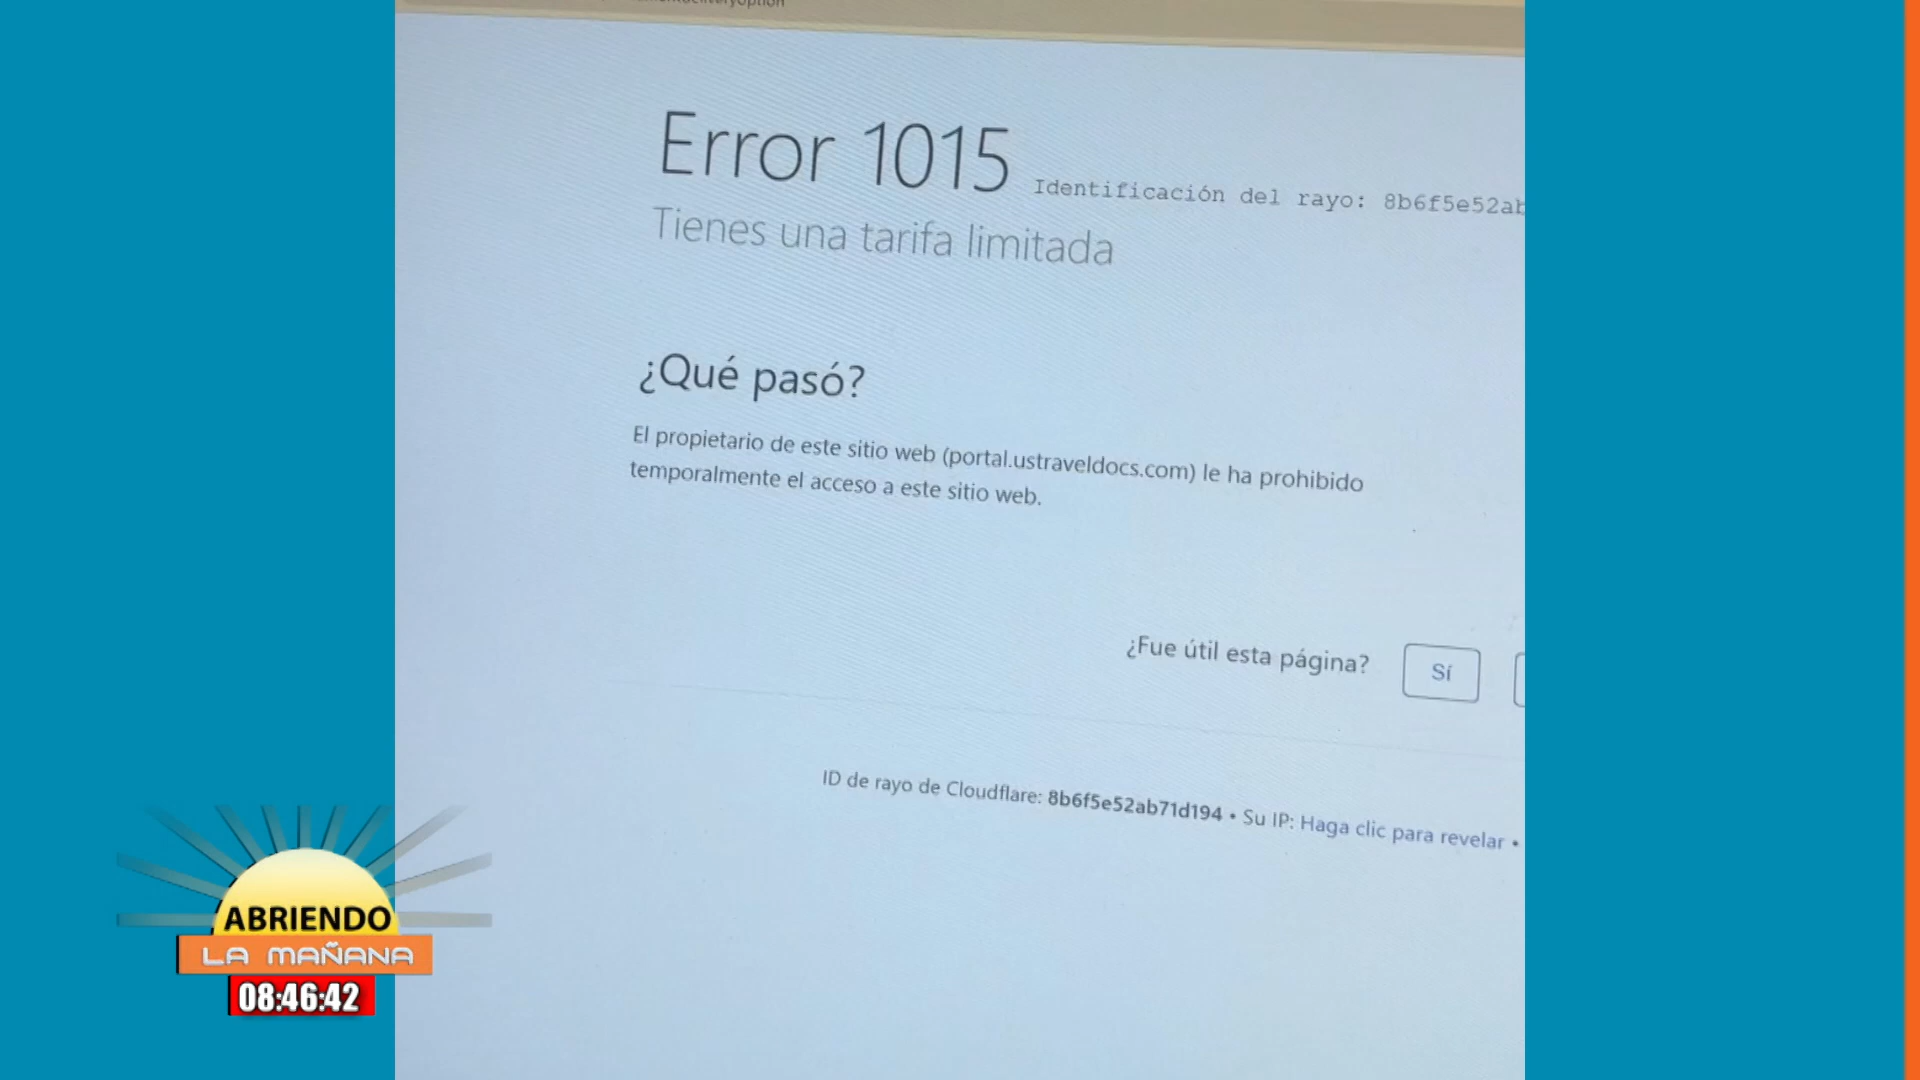 Error 1015 Identificación del rayo: 8b6f5e52ab
Tienes una tarifa limitada
¿Qué pasó?
El propietario de este sitio web (portal.ustraveldocs.com) le ha prohibido
temporalmente el acceso a este sitio web.
¿Fue útil esta página? Sí
ID de rayo de Cloudflare: 8b6f5e52ab71d194 • Su IP: Haga clic para revelar •
ABRIENDO
LA MAÑANA
08:46:42